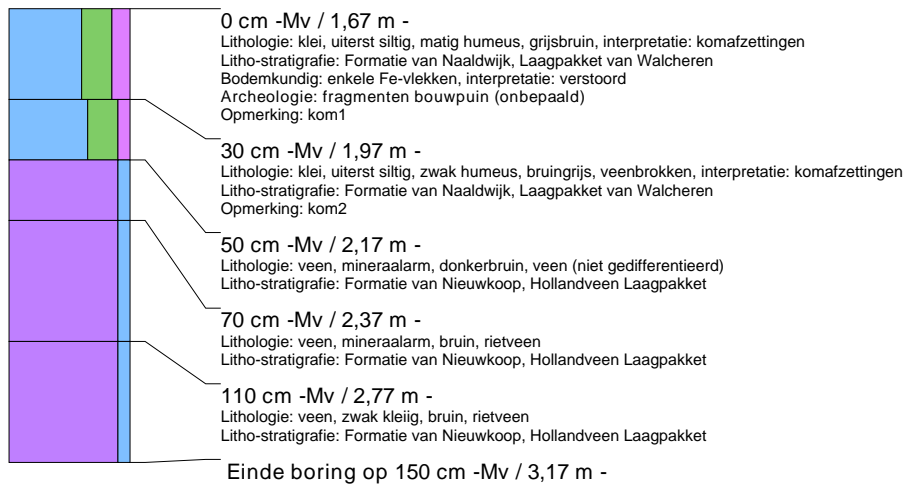 0 cm -Mv / 1,67 m -
Lithologie: klei, uiterst siltig, matig humeus, grijsbruin, interpretatie: komafzettingen
Litho-stratigrafie: Formatie van Naaldwijk, Laagpakket van Walcheren
Bodemkundig: enkele Fe-vlekken, interpretatie: verstoord
Archeologie: fragmenten bouwpuin (onbepaald)
Opmerking: kom1
30 cm -Mv / 1,97 m -
Lithologie: klei, uiterst siltig, zwak humeus, bruingrijs, veenbrokken, interpretatie: komafzettingen
Litho-stratigrafie: Formatie van Naaldwijk, Laagpakket van Walcheren
Opmerking: kom2
50 cm -Mv / 2,17 m -
Lithologie: veen, mineraalarm, donkerbruin, veen (niet gedifferentieerd)
Litho-stratigrafie: Formatie van Nieuwkoop, Hollandveen Laagpakket
70 cm -Mv / 2,37 m -
Lithologie: veen, mineraalarm, bruin, rietveen
Litho-stratigrafie: Formatie van Nieuwkoop, Hollandveen Laagpakket
110 cm -Mv / 2,77 m -
Lithologie: veen, zwak kleiig, bruin, rietveen
Litho-stratigrafie: Formatie van Nieuwkoop, Hollandveen Laagpakket
Einde boring op 150 cm -Mv / 3,17 m -